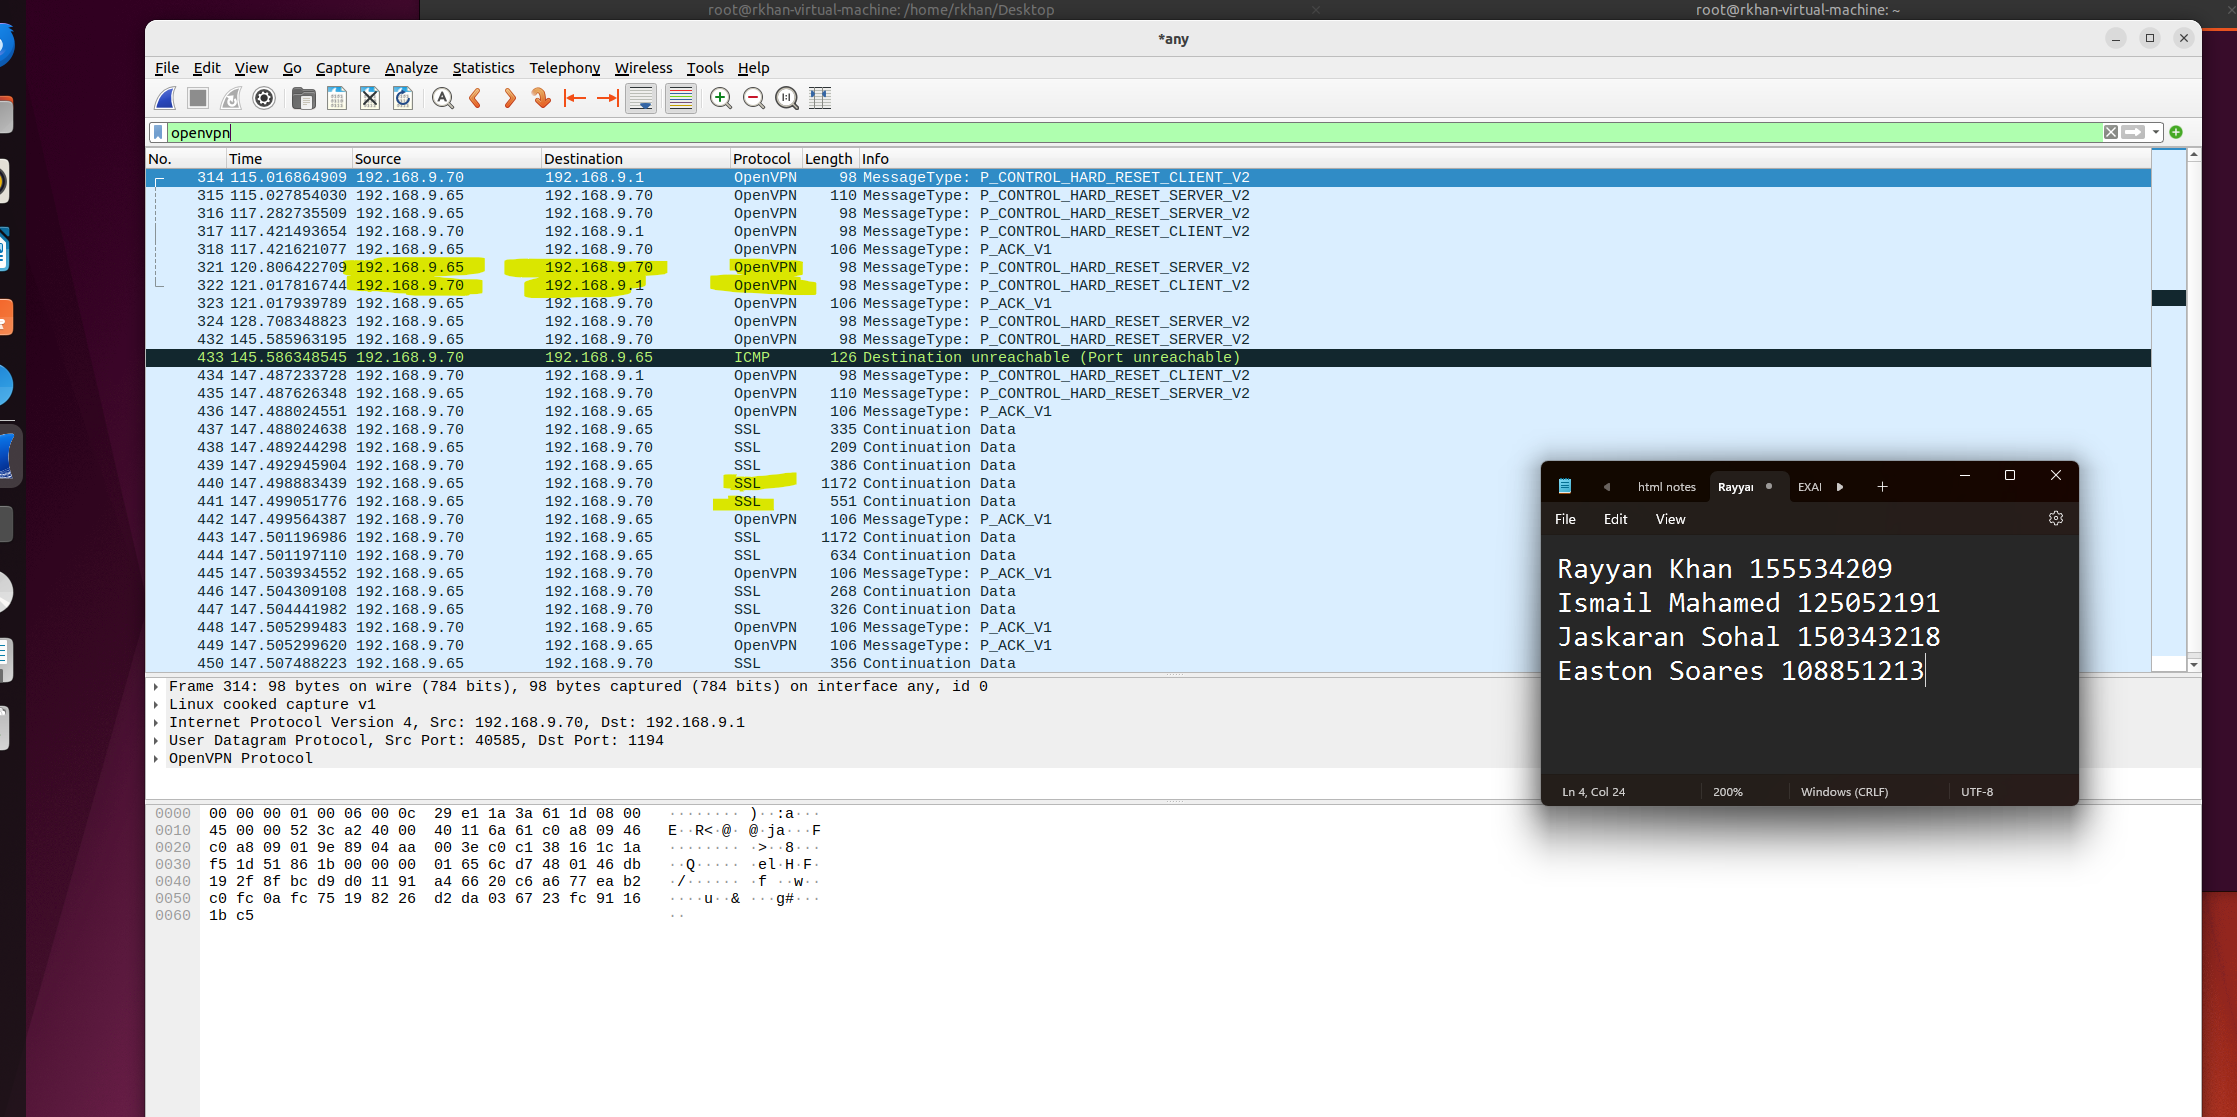 root@rkhan-virtual-machine: /home/rkhan/Desktop
root@rkhan-virtual-machine: ~
*any
File Edit View Go Capture Analyze Statistics Telephony Wireless Tools Help
openvpn
No. Time Source Destination Protocol Length Info
314 115.016864909 192.168.9.70 192.168.9.1 OpenVPN 98 MessageType: P_CONTROL_HARD_RESET_CLIENT_V2
315 115.027854030 192.168.9.65 192.168.9.70 OpenVPN 110 MessageType: P_CONTROL_HARD_RESET_SERVER_V2
316 117.282735509 192.168.9.65 192.168.9.70 OpenVPN 98 MessageType: P_CONTROL_HARD_RESET_SERVER_V2
317 117.421493654 192.168.9.70 192.168.9.1 OpenVPN 98 MessageType: P_CONTROL_HARD_RESET_CLIENT_V2
318 117.421621077 192.168.9.65 192.168.9.70 OpenVPN 106 MessageType: P_ACK_V1
321 120.806422709 192.168.9.65 192.168.9.70 OpenVPN 98 MessageType: P_CONTROL_HARD_RESET_SERVER_V2
322 121.017816744 192.168.9.70 192.168.9.1 OpenVPN 98 MessageType: P_CONTROL_HARD_RESET_CLIENT_V2
323 121.017939789 192.168.9.65 192.168.9.70 OpenVPN 106 MessageType: P_ACK_V1
324 128.708348823 192.168.9.65 192.168.9.70 OpenVPN 98 MessageType: P_CONTROL_HARD_RESET_SERVER_V2
432 145.585963195 192.168.9.65 192.168.9.70 OpenVPN 98 MessageType: P_CONTROL_HARD_RESET_SERVER_V2
433 145.586348545 192.168.9.70 192.168.9.65 ICMP 126 Destination unreachable (Port unreachable)
434 147.487233728 192.168.9.70 192.168.9.1 OpenVPN 98 MessageType: P_CONTROL_HARD_RESET_CLIENT_V2
435 147.487626348 192.168.9.65 192.168.9.70 OpenVPN 110 MessageType: P_CONTROL_HARD_RESET_SERVER_V2
436 147.488024551 192.168.9.70 192.168.9.65 OpenVPN 106 MessageType: P_ACK_V1
437 147.488024638 192.168.9.70 192.168.9.65 SSL 335 Continuation Data
438 147.489244298 192.168.9.65 192.168.9.70 SSL 209 Continuation Data
439 147.492945904 192.168.9.70 192.168.9.65 SSL 386 Continuation Data
440 147.498883439 192.168.9.65 192.168.9.70 SSL 1172 Continuation Data
441 147.499051776 192.168.9.65 192.168.9.70 SSL 551 Continuation Data
442 147.499564387 192.168.9.70 192.168.9.65 OpenVPN 106 MessageType: P_ACK_V1
443 147.501196986 192.168.9.70 192.168.9.65 SSL 1172 Continuation Data
444 147.501197110 192.168.9.70 192.168.9.65 SSL 634 Continuation Data
445 147.503934552 192.168.9.65 192.168.9.70 OpenVPN 106 MessageType: P_ACK_V1
446 147.504309108 192.168.9.65 192.168.9.70 SSL 268 Continuation Data
447 147.504441982 192.168.9.65 192.168.9.70 SSL 326 Continuation Data
448 147.505299483 192.168.9.70 192.168.9.65 OpenVPN 106 MessageType: P_ACK_V1
449 147.505299620 192.168.9.70 192.168.9.65 OpenVPN 106 MessageType: P_ACK_V1
450 147.507488223 192.168.9.65 192.168.9.70 SSL 356 Continuation Data
html notes Rayyar EXAI
File Edit View
Rayyan Khan 155534209
Ismail Mahamed 125052191
Jaskaran Sohal 150343218
Easton Soares 108851213
Ln 4, Col 24 200% Windows (CRLF) UTF-8
Frame 314: 98 bytes on wire (784 bits), 98 bytes captured (784 bits) on interface any, id 0
Linux cooked capture v1
Internet Protocol Version 4, Src: 192.168.9.70, Dst: 192.168.9.1
User Datagram Protocol, Src Port: 40585, Dst Port: 1194
OpenVPN Protocol
0000 00 00 00 01 00 06 00 0c 29 e1 1a 3a 61 1d 08 00 ········ )··:a···
0010 45 00 00 52 3c a2 40 00 40 11 6a 61 c0 a8 09 46 E··R<·@· @·ja···F
0020 c0 a8 09 01 9e 89 04 aa 00 3e c0 c1 38 16 1c 1a ········ ·>··8···
0030 f5 1d 51 86 1b 00 00 00 01 65 6c d7 48 01 46 db ··Q····· ·el·H·F·
0040 19 2f 8f bc d9 d0 11 91 a4 66 20 c6 a6 77 ea b2 ·/······ ·f ··w··
0050 c0 fc 0a fc 75 19 82 26 d2 da 03 67 23 fc 91 16 ····u··& ···g#···
0060 1b c5 ··